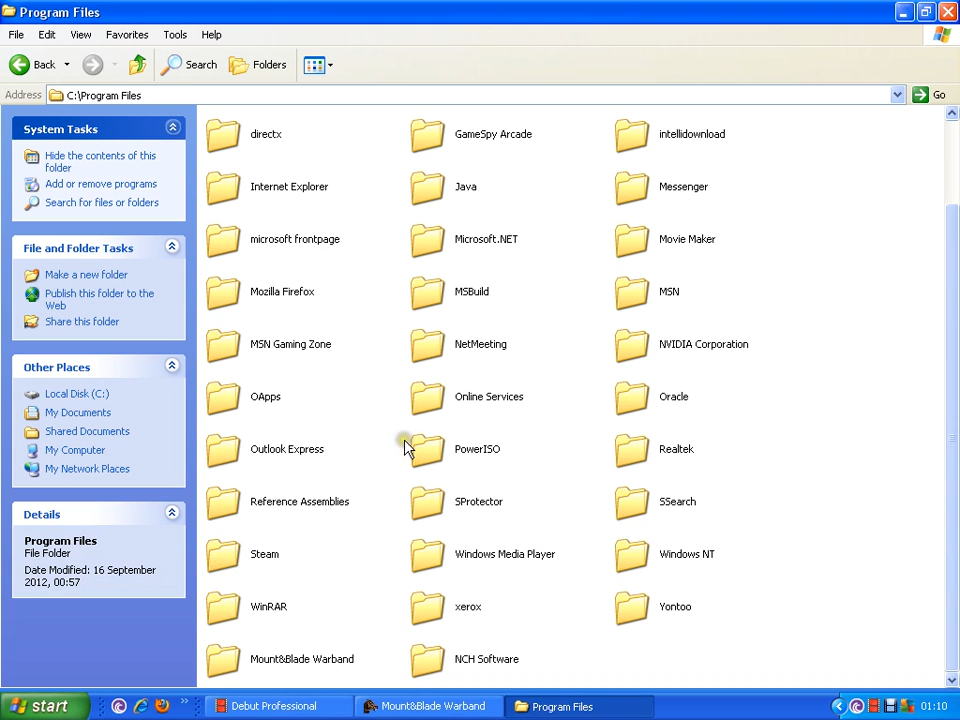 Program Files
File Edit View Favorites Tools Help
Back Search Folders
Address C:\Program Files Go
System Tasks
Hide the contents of this
folder
Add or remove programs
Search for files or folders
File and Folder Tasks
Make a new folder
Publish this folder to the
Web
Share this folder
Other Places
Local Disk (C:)
My Documents
Shared Documents
My Computer
My Network Places
Details
Program Files
File Folder
Date Modified: 16 September
2012, 00:57
directx GameSpy Arcade intellidownload
Internet Explorer Java Messenger
microsoft frontpage Microsoft.NET Movie Maker
Mozilla Firefox MSBuild MSN
MSN Gaming Zone NetMeeting NVIDIA Corporation
OApps Online Services Oracle
Outlook Express PowerISO Realtek
Reference Assemblies SProtector SSearch
Steam Windows Media Player Windows NT
WinRAR xerox Yontoo
Mount&Blade Warband NCH Software
start Debut Professional Mount&Blade Warband Program Files 01:10